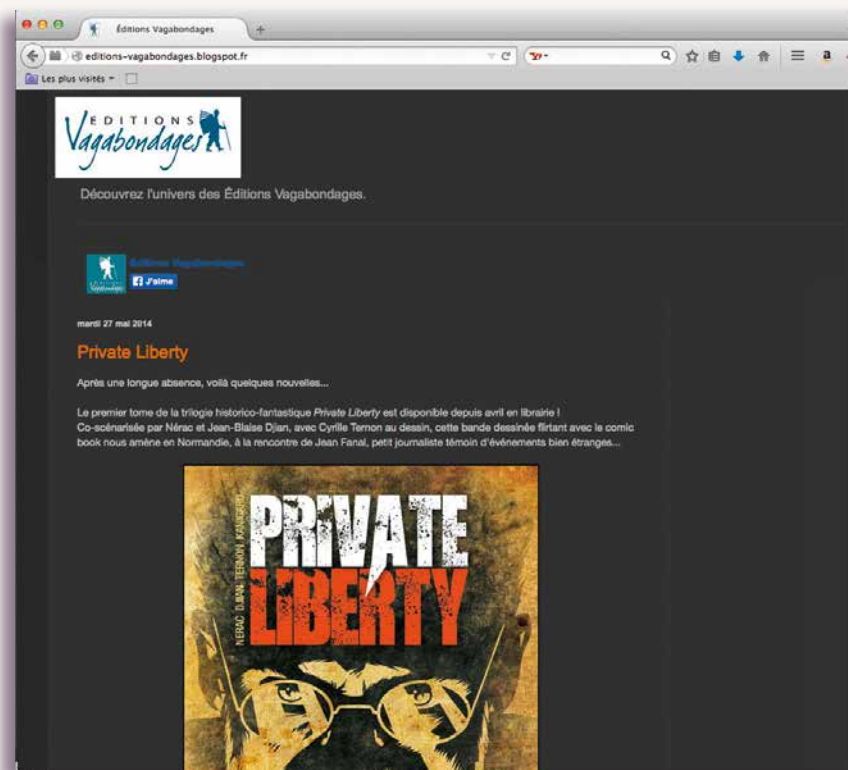 Éditions Vagabondages
editions-vagabondages.blogspot.fr
Les plus visités
EDITIONS
Vagabondages
Découvrez l'univers des Éditions Vagabondages.
Éditions Vagabondages
Vagabondages
J'aime
mardi 27 mai 2014
Private Liberty
Après une longue absence, voilà quelques nouvelles...
Le premier tome de la trilogie historico-fantastique Private Liberty est disponible depuis avril en librairie !
Co-scénarisée par Nérac et Jean-Blaise Djian, avec Cyrille Ternon au dessin, cette bande dessinée flirtant avec le comic
book nous amène en Normandie, à la rencontre de Jean Fanal, petit journaliste témoin d'événements bien étranges...
PRIVATE
LIBERTY